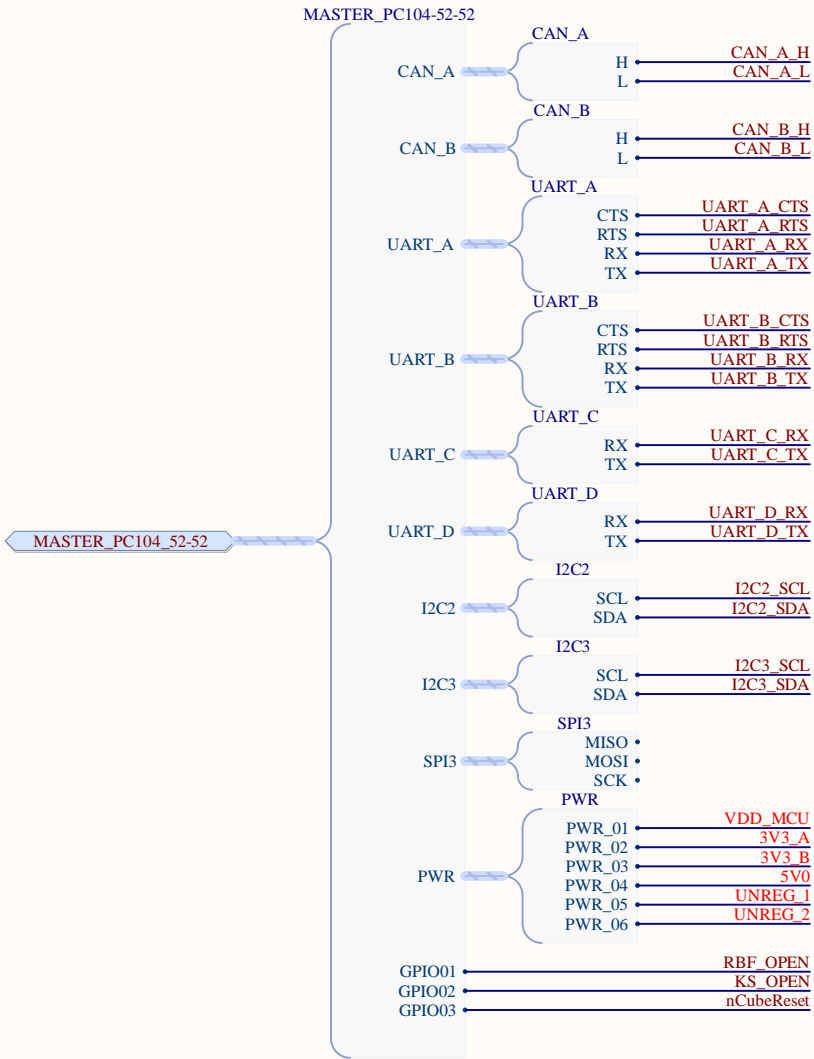 MASTER_PC104-52-52
CAN_A
CAN_A
H
CAN_A_H
L
CAN_A_L
CAN_B
CAN_B
H
CAN_B_H
L
CAN_B_L
UART_A
UART_A
CTS
UART_A_CTS
RTS
UART_A_RTS
RX
UART_A_RX
TX
UART_A_TX
UART_B
UART_B
CTS
UART_B_CTS
RTS
UART_B_RTS
RX
UART_B_RX
TX
UART_B_TX
UART_C
UART_C
RX
UART_C_RX
TX
UART_C_TX
UART_D
UART_D
RX
UART_D_RX
TX
UART_D_TX
MASTER_PC104_52-52
I2C2
I2C2
SCL
I2C2_SCL
SDA
I2C2_SDA
I2C3
I2C3
SCL
I2C3_SCL
SDA
I2C3_SDA
SPI3
SPI3
MISO
MOSI
SCK
PWR
PWR
PWR_01
VDD_MCU
PWR_02
3V3_A
PWR_03
3V3_B
PWR_04
5V0
PWR_05
UNREG_1
PWR_06
UNREG_2
GPIO01
RBF_OPEN
GPIO02
KS_OPEN
GPIO03
nCubeReset